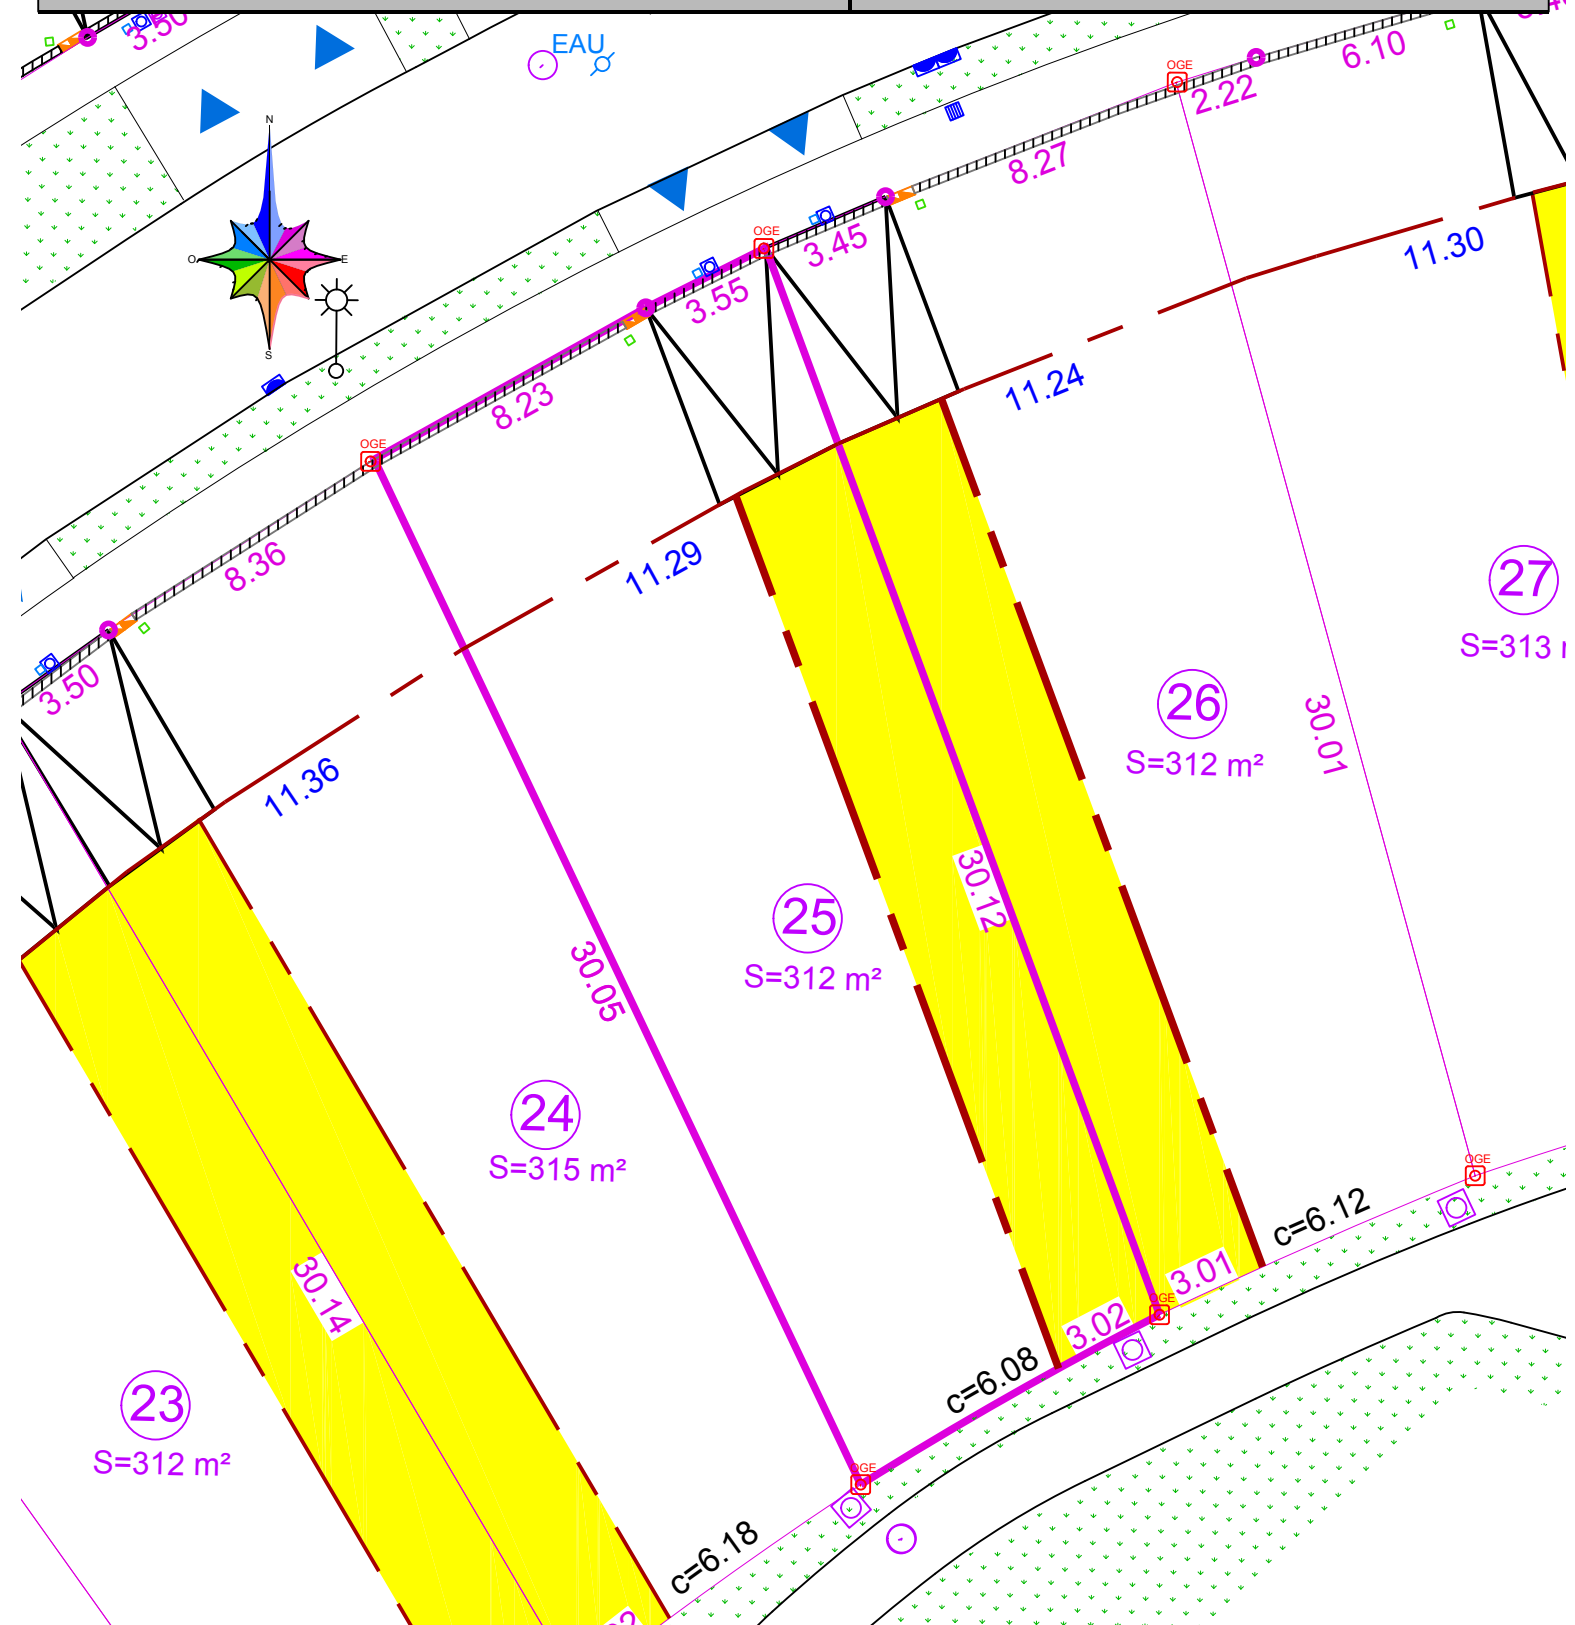 3.50
EAU
6.10
OGE
2.22
N
8.27
O
E
S
OGE
3.45
3.55
11.30
11.24
8.23
OGE
8.36
11.29
27
S=313
3.50
26
S=312 m²
30.01
11.36
30.12
25
S=312 m²
30.05
24
S=315 m²
OGE
c=6.12
3.01
30.14
OGE
3.02
c=6.08
23
S=312 m²
OGE
c=6.18